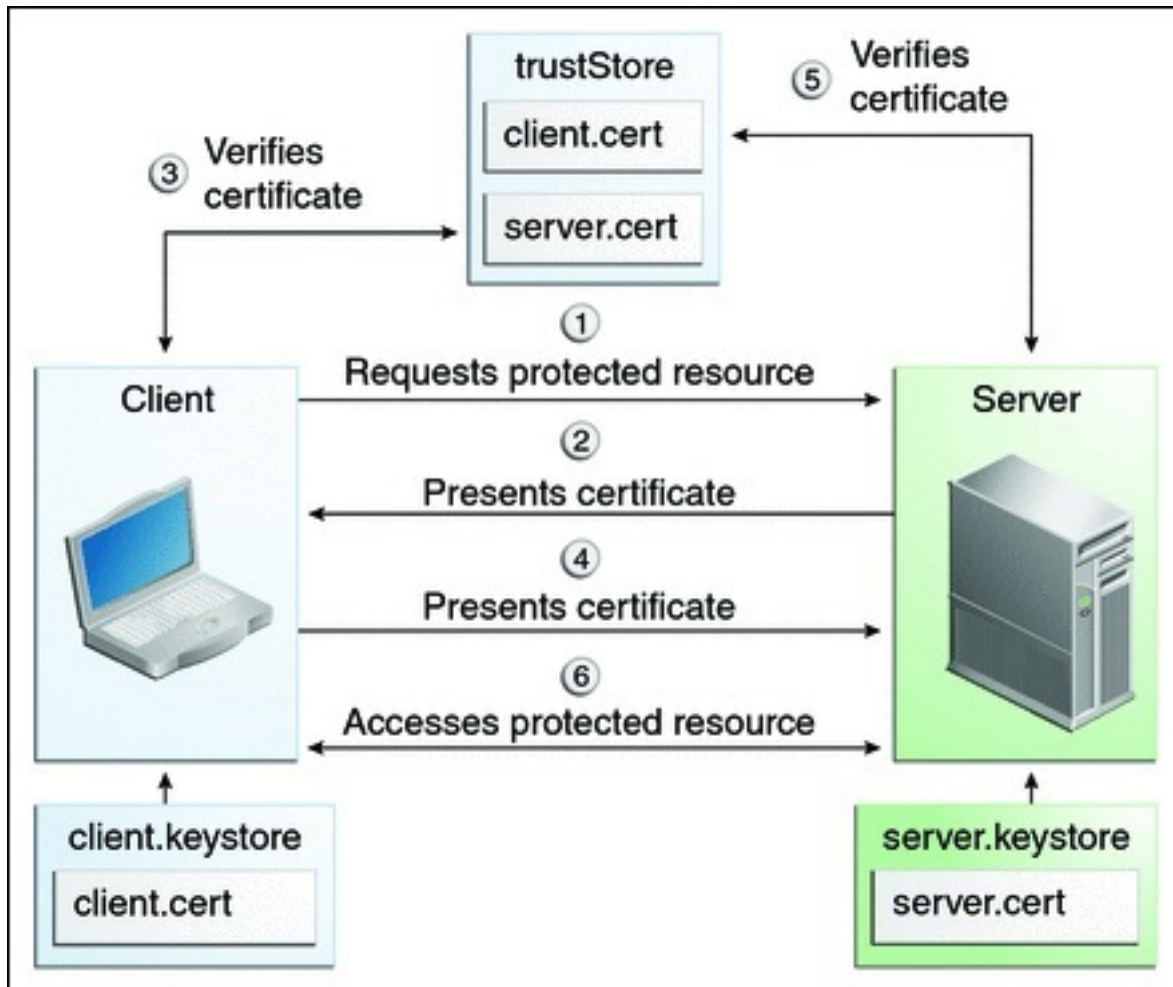 trustStore
client.cert
server.cert
5
Verifies
certificate
3
Verifies
certificate
1
Requests protected resource
Client
Server
2
Presents certificate
4
Presents certificate
6
Accesses protected resource
client.keystore
client.cert
server.keystore
server.cert